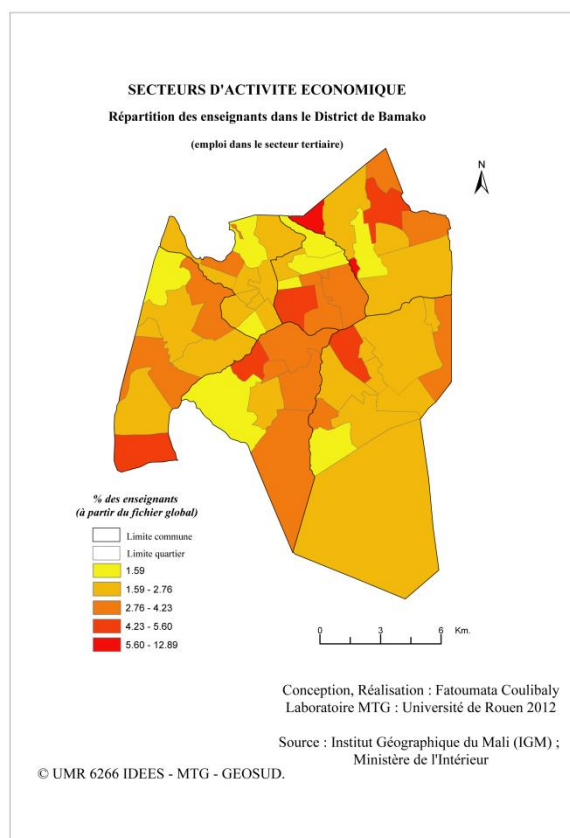 SECTEURS D'ACTIVITE ECONOMIQUE
Répartition des enseignants dans le District de Bamako
(emploi dans le secteur tertiaire)
N
% des enseignants
(à partir du fichier global)
Limite commune
Limite quartier
1.59
1.59 - 2.76
2.76 - 4.23
4.23 - 5.60
5.60 - 12.89
0 3 6 Km.
Conception, Réalisation : Fatoumata Coulibaly
Laboratoire MTG : Université de Rouen 2012
Source : Institut Géographique du Mali (IGM) ;
Ministère de l'Intérieur
© UMR 6266 IDEES - MTG - GEOSUD.